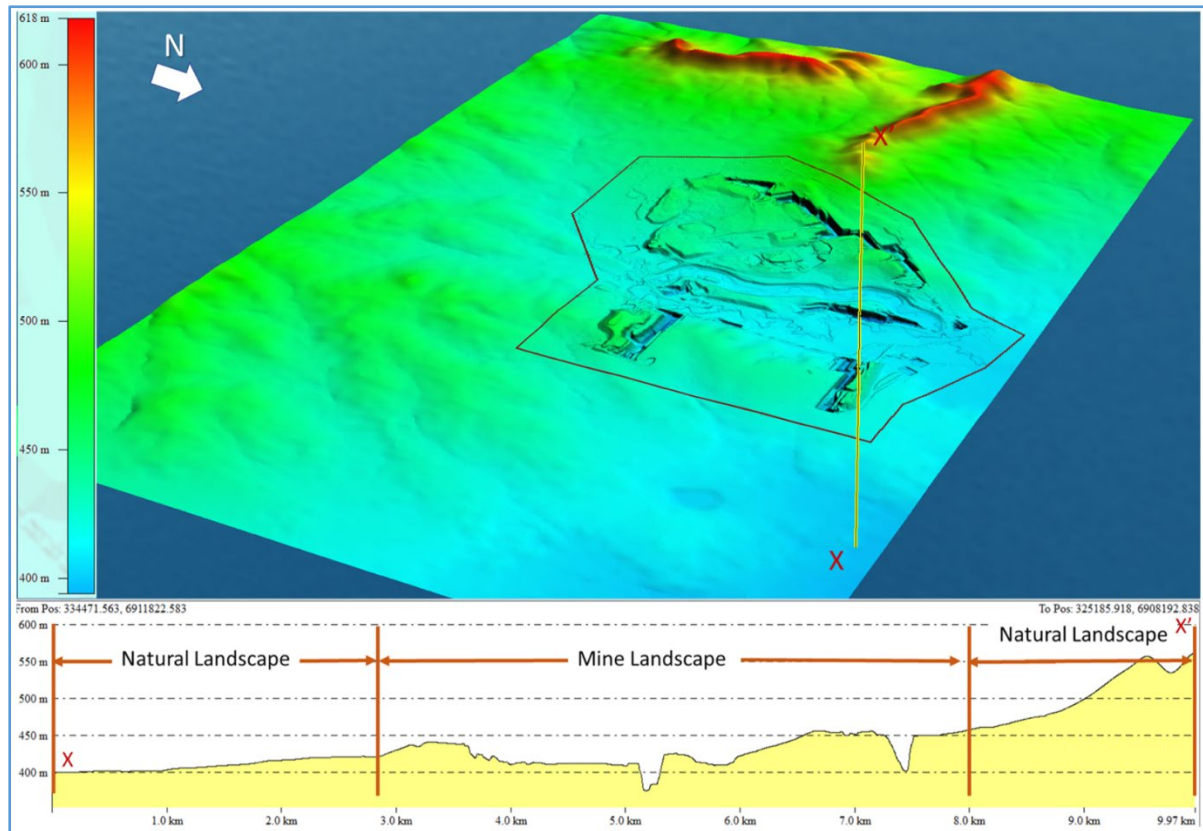 618 m
600 m
550 m
500 m
450 m
400 m
N
X'
X
From Pos: 334471.563, 6911822.583
To Pos: 325185.918, 6908192.838
600 m
550 m
500 m
450 m
400 m
Natural Landscape
Mine Landscape
Natural Landscape
X'
X
1.0 km
2.0 km
3.0 km
4.0 km
5.0 km
6.0 km
7.0 km
8.0 km
9.0 km
9.97 km